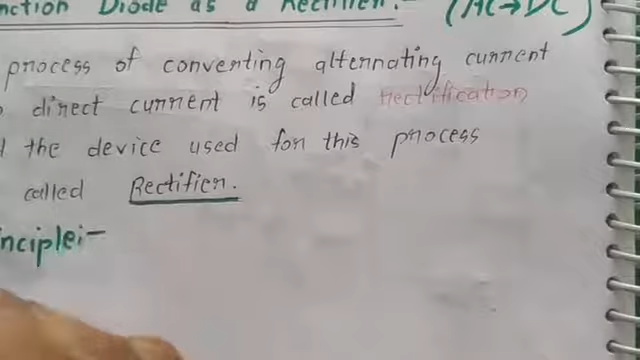 nction Diode as a Rectifier:- (AC→DC)
process of converting alternating current
direct current is called rectification
the device used for this process
called Rectifier.
inciple:-